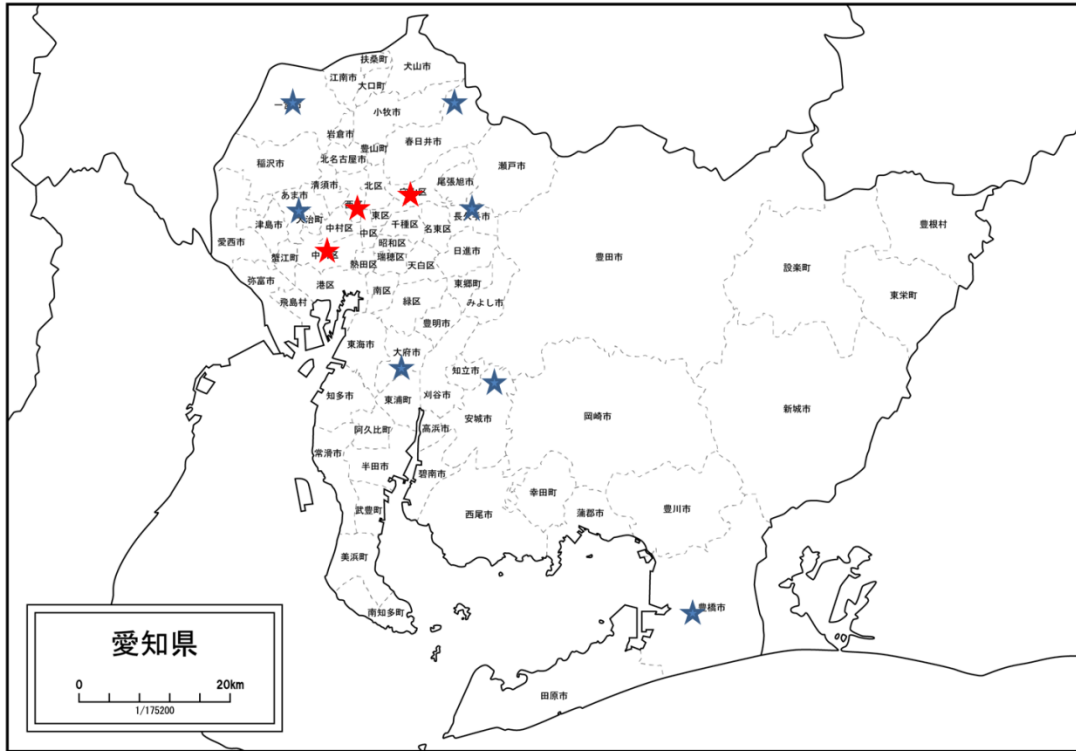 扶桑町
犬山市
江南市
大口町
小牧市
岩倉市
豊山町
春日井市
稲沢市
北名古屋市
瀬戸市
清須市
北区
尾張旭市
あま市
東区
長久手市
津島市
大治町
中村区
中区
千種区
名東区
豊根村
愛西市
昭和区
日進市
蟹江町
瑞穂区
豊田市
設楽町
熱田区
天白区
弥富市
港区
南区
東郷町
東栄町
飛島村
緑区
みよし市
豊明市
東海市
大府市
知立市
知多市
東浦町
刈谷市
新城市
岡崎市
安城市
阿久比町
高浜市
常滑市
半田市
碧南市
幸田町
武豊町
西尾市
蒲郡市
豊川市
美浜町
南知多町
豊橋市
田原市
愛知県
0 20km
1/175200